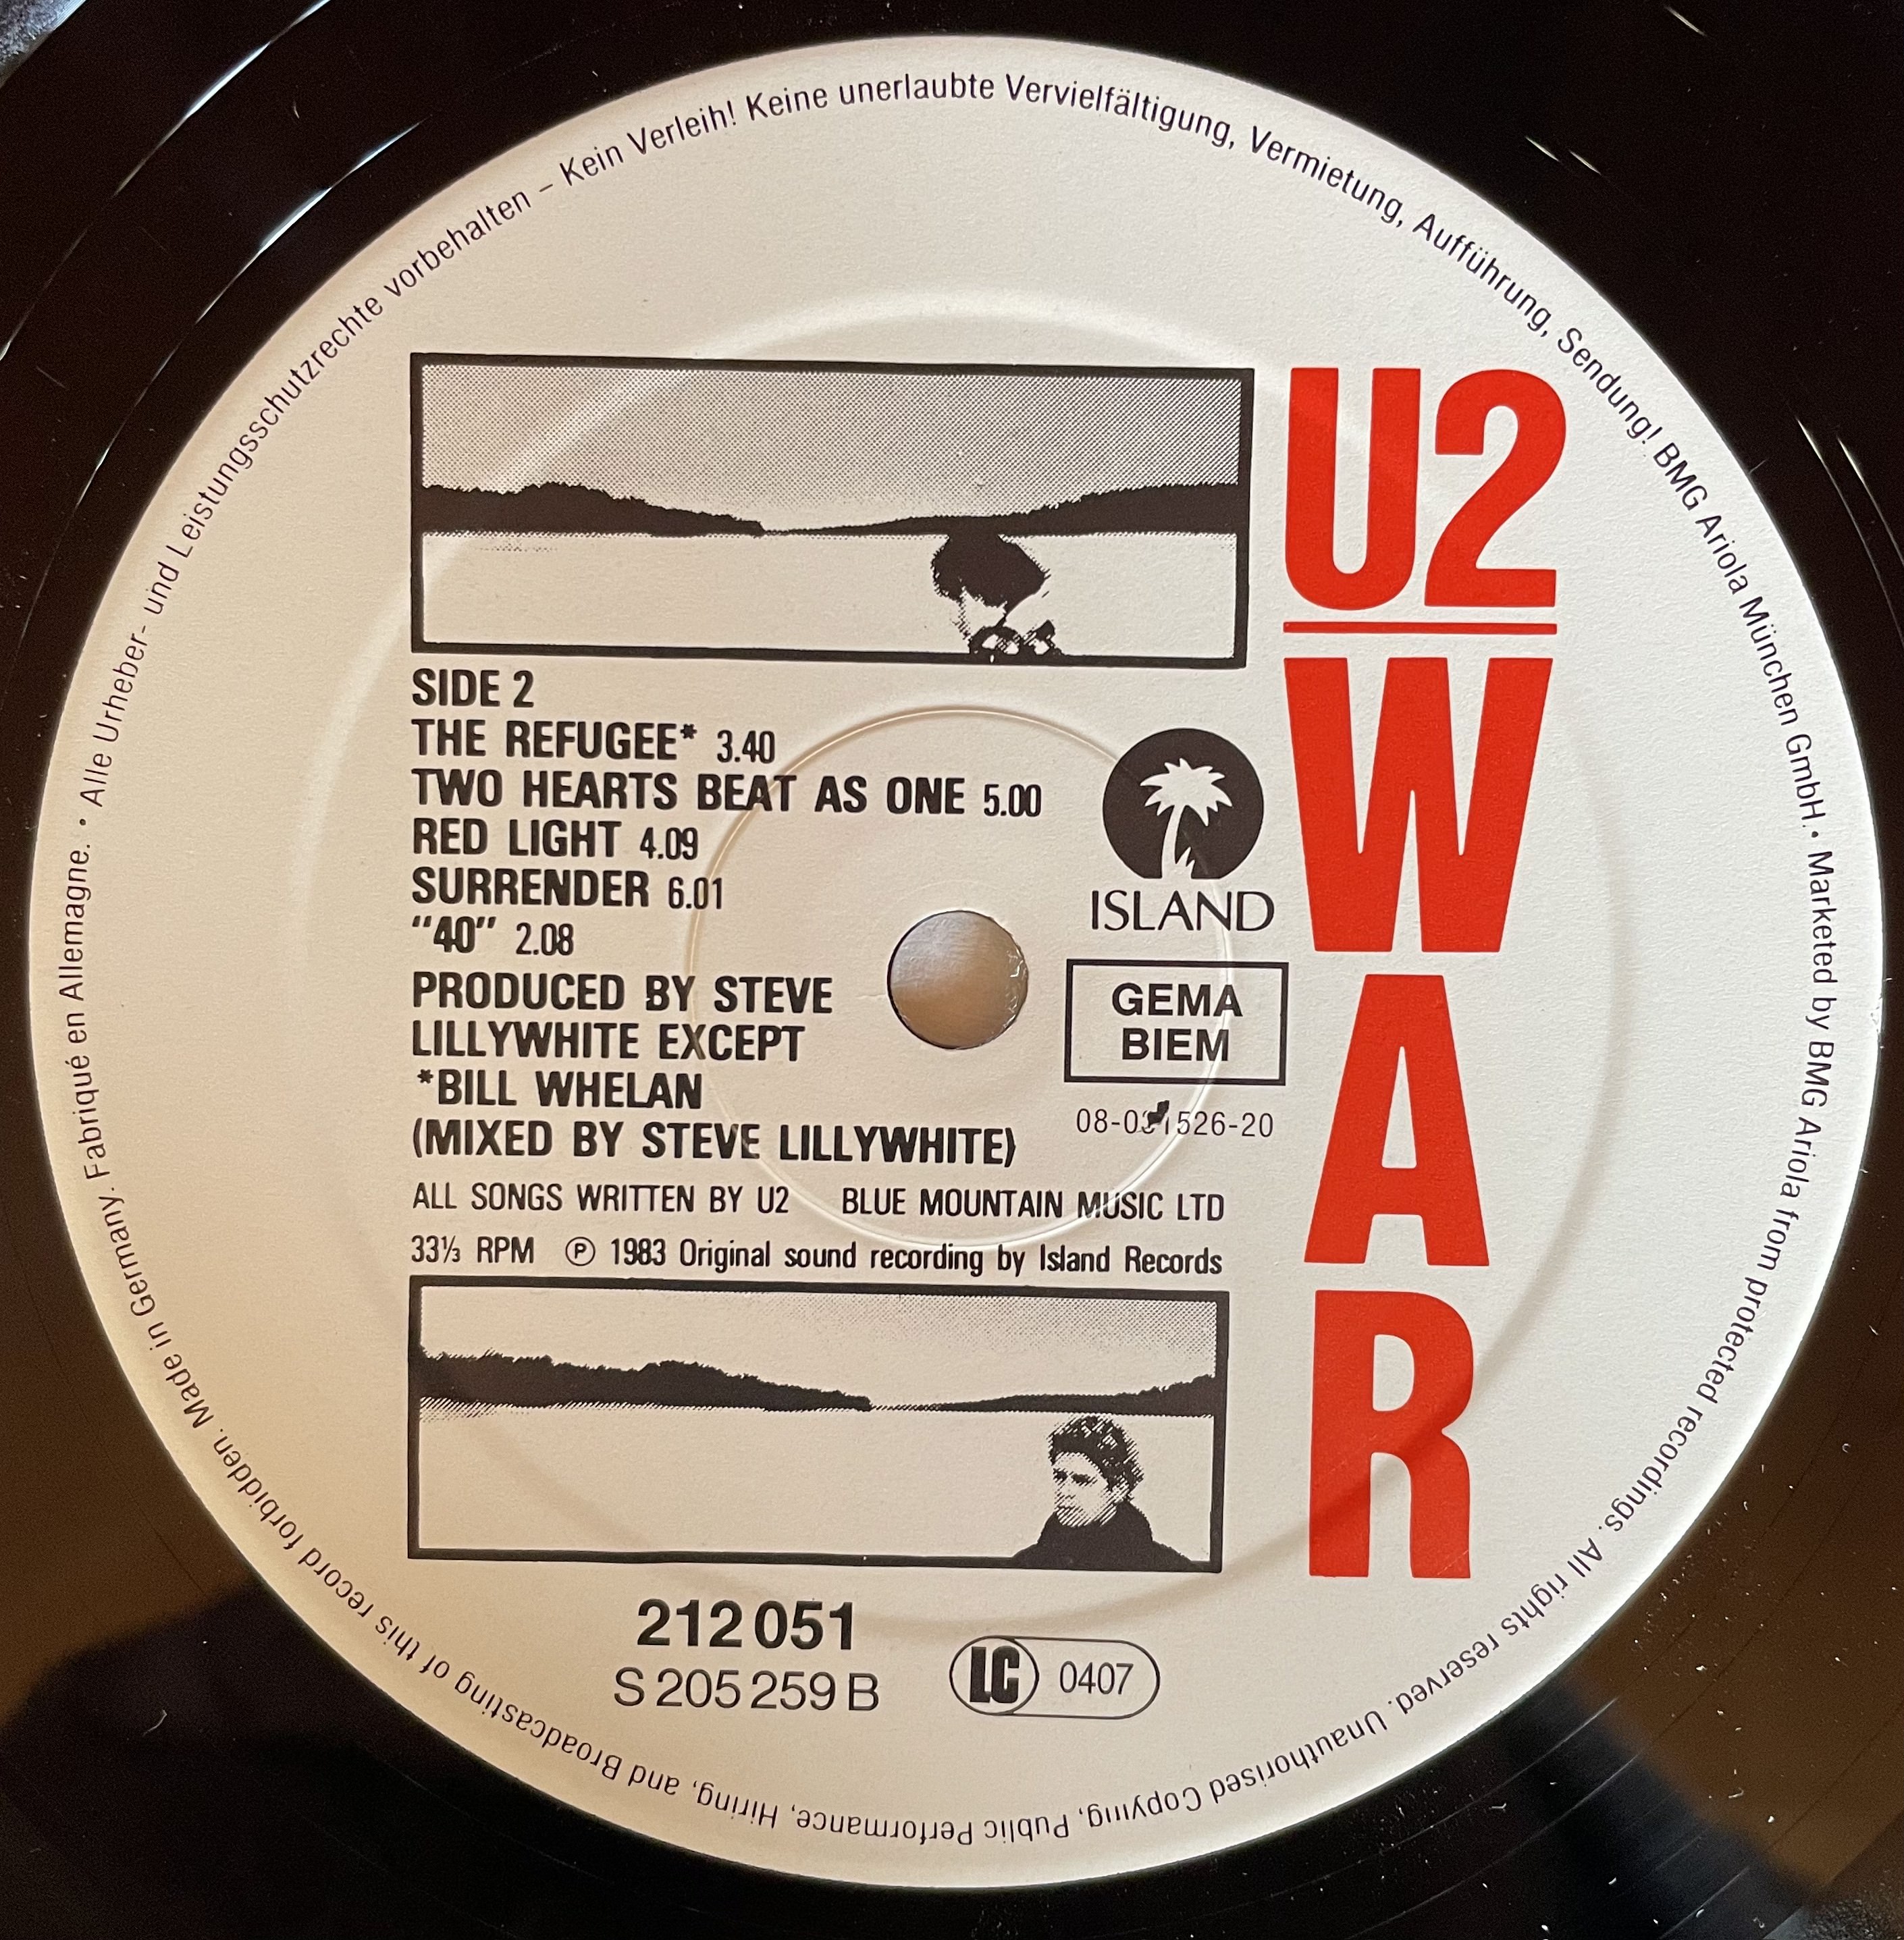 Alle Urheber- und Leistungsschutzrechte vorbehalten – Kein Verleih! Keine unerlaubte Vervielfältigung, Vermietung, Aufführung, Sendung! BMG Ariola München GmbH. • Marketed by BMG Ariola from protected recordings. All rights reserved. Unauthorised Copying, Public Performance, Hiring, and Broadcasting of this record forbidden. Made in Germany. Fabriqué en Allemagne. •
U2
WAR
SIDE 2
THE REFUGEE* 3.40
TWO HEARTS BEAT AS ONE 5.00
RED LIGHT 4.09
SURRENDER 6.01
"40" 2.08
PRODUCED BY STEVE
LILLYWHITE EXCEPT
*BILL WHELAN
(MIXED BY STEVE LILLYWHITE)
ISLAND
GEMA
BIEM
ALL SONGS WRITTEN BY U2 BLUE MOUNTAIN MUSIC LTD
33⅓ RPM ℗ 1983 Original sound recording by Island Records
212 051
S 205 259 B
LC 0407